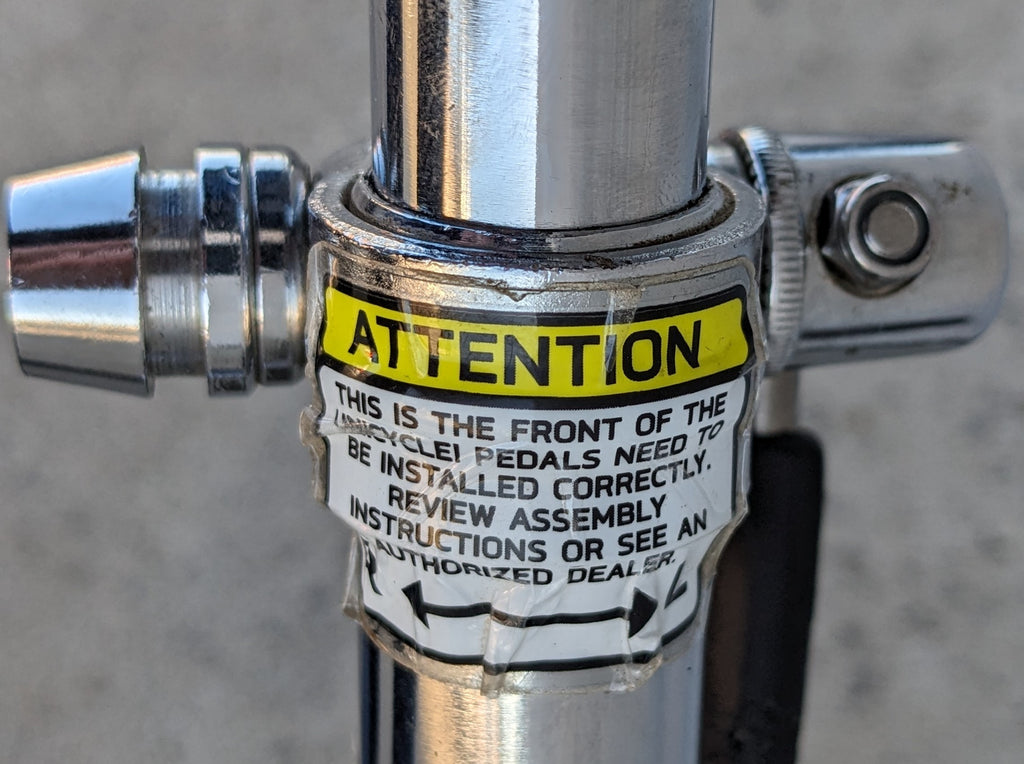 ATTENTION
THIS IS THE FRONT OF THE
UNICYCLE! PEDALS NEED TO
BE INSTALLED CORRECTLY.
REVIEW ASSEMBLY
INSTRUCTIONS OR SEE AN
AUTHORIZED DEALER.
R L